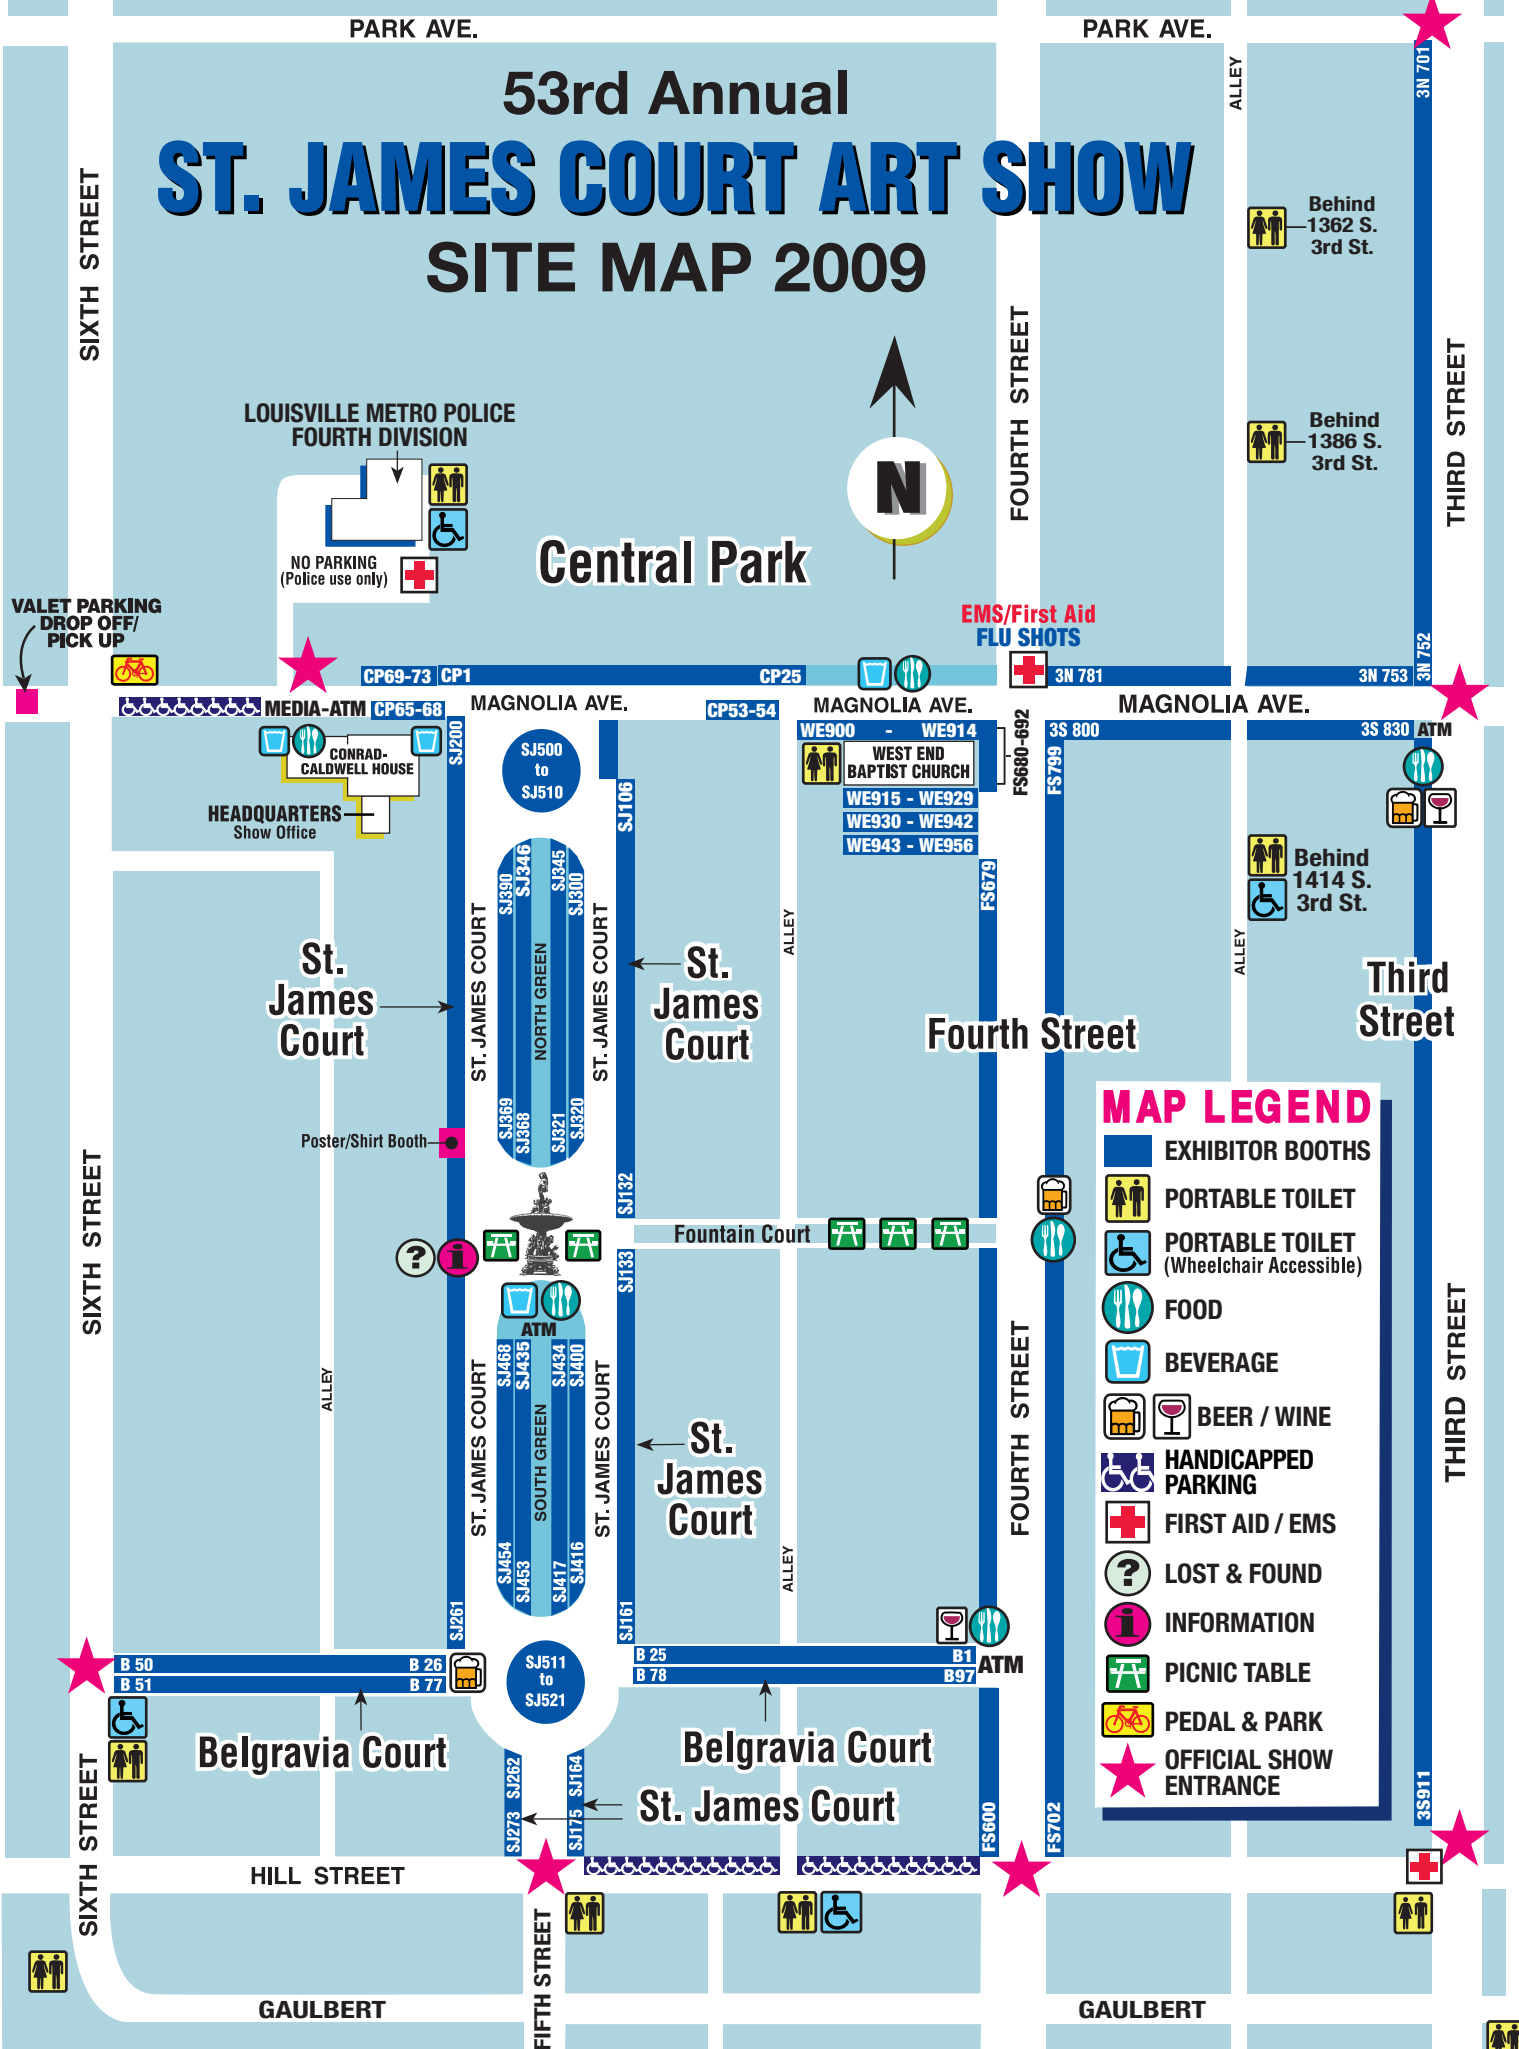 PARK AVE.
PARK AVE.
53rd Annual
ST. JAMES COURT ART SHOW
SITE MAP 2009
ALLEY
3N 701
SIXTH STREET
Behind
1362 S.
3rd St.
FOURTH STREET
THIRD STREET
LOUISVILLE METRO POLICE
FOURTH DIVISION
Behind
1386 S.
3rd St.
N
Central Park
NO PARKING
(Police use only)
VALET PARKING
DROP OFF/
PICK UP
EMS/First Aid
FLU SHOTS
3N 752
CP69-73
CP1
CP25
3N 781
3N 753
MEDIA-ATM
CP65-68
MAGNOLIA AVE.
CP53-54
MAGNOLIA AVE.
MAGNOLIA AVE.
SJ200
WE900 - WE914
FS680-692
3S 800
3S 830
ATM
CONRAD-
CALDWELL HOUSE
SJ500
to
SJ510
WEST END
BAPTIST CHURCH
FS799
HEADQUARTERS
Show Office
SJ106
WE915 - WE929
WE930 - WE942
WE943 - WE956
SJ390
SJ346
SJ345
SJ300
FS679
Behind
1414 S.
3rd St.
ALLEY
ALLEY
St.
James
Court
ST. JAMES COURT
NORTH GREEN
ST. JAMES COURT
St.
James
Court
Fourth Street
Third
Street
SJ369
SJ368
SJ321
SJ320
Poster/Shirt Booth
SJ132
MAP LEGEND
EXHIBITOR BOOTHS
PORTABLE TOILET
PORTABLE TOILET
(Wheelchair Accessible)
FOOD
BEVERAGE
BEER / WINE
HANDICAPPED
PARKING
FIRST AID / EMS
?
LOST & FOUND
i
INFORMATION
PICNIC TABLE
PEDAL & PARK
OFFICIAL SHOW
ENTRANCE
SIXTH STREET
Fountain Court
?
i
SJ133
ATM
SJ468
SJ435
SJ434
SJ400
ALLEY
ST. JAMES COURT
SOUTH GREEN
ST. JAMES COURT
St.
James
Court
FOURTH STREET
THIRD STREET
SJ454
SJ453
SJ417
SJ416
ALLEY
SJ261
SJ161
B 50
B 26
B 51
B 77
SJ511
to
SJ521
B 25
B1
B 78
B97
ATM
Belgravia Court
Belgravia Court
SJ262
SJ164
St. James Court
SJ273
SJ175
FS600
FS702
3S911
SIXTH STREET
HILL STREET
FIFTH STREET
GAULBERT
GAULBERT